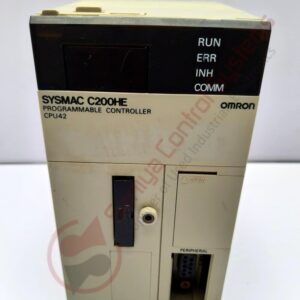 RUN
ERR
INH
COMM
SYSMAC C200HE
PROGRAMMABLE CONTROLLER
OMRON
CPU42
PERIPHERAL